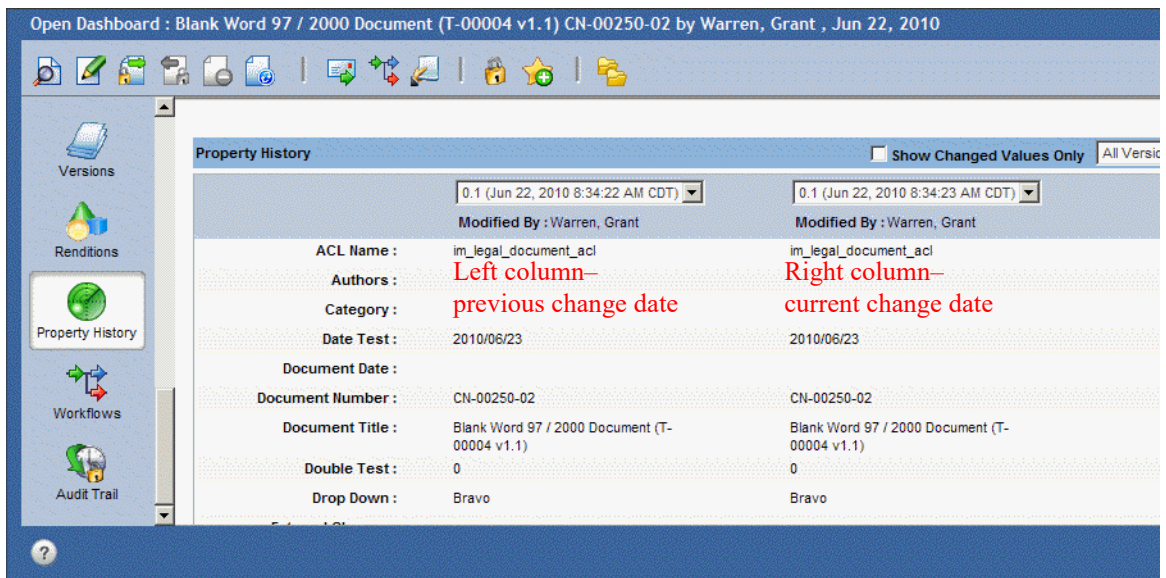 Open Dashboard : Blank Word 97 / 2000 Document (T-00004 v1.1) CN-00250-02 by Warren, Grant , Jun 22, 2010
Versions
Renditions
Property History
Workflows
Audit Trail
Property History Show Changed Values Only All Versio
0.1 (Jun 22, 2010 8:34:22 AM CDT) 0.1 (Jun 22, 2010 8:34:23 AM CDT)
Modified By : Warren, Grant Modified By : Warren, Grant
ACL Name : im_legal_document_acl im_legal_document_acl
Left column–
previous change date
Right column–
current change date
Authors :
Category :
Date Test : 2010/06/23 2010/06/23
Document Date :
Document Number : CN-00250-02 CN-00250-02
Document Title : Blank Word 97 / 2000 Document (T- Blank Word 97 / 2000 Document (T-
00004 v1.1) 00004 v1.1)
Double Test : 0 0
Drop Down : Bravo Bravo
?